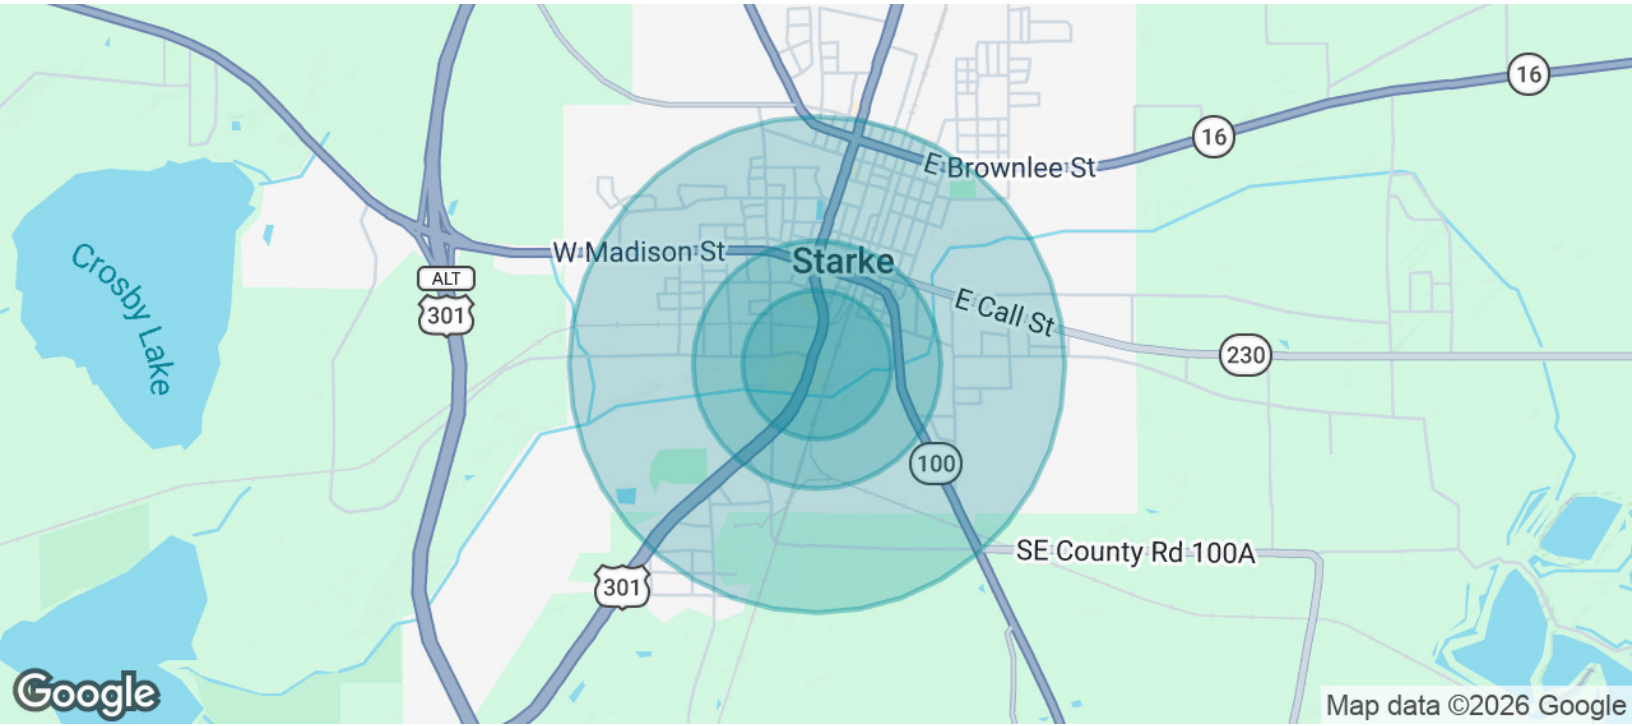 16
16
E Brownlee St
W Madison St
Starke
Crosby Lake
ALT
301
E Call St
230
100
SE County Rd 100A
301
Google
Map data ©2026 Google